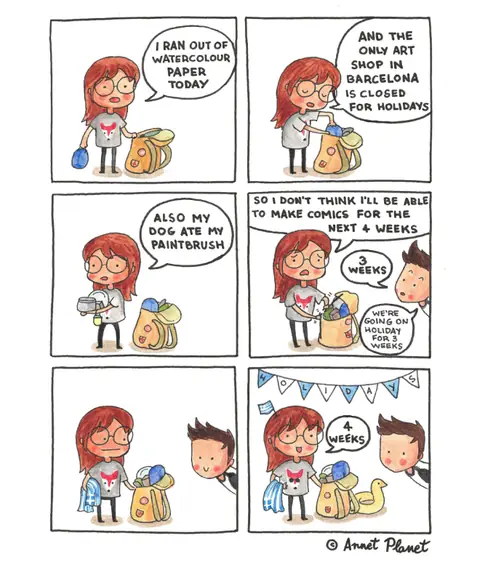 I RAN OUT OF
WATERCOLOUR
PAPER
TODAY
AND THE
ONLY ART
SHOP IN
BARCELONA
IS CLOSED
FOR HOLIDAYS
ALSO MY
DOG ATE MY
PAINTBRUSH
SO I DON'T THINK I'LL BE ABLE
TO MAKE COMICS FOR THE
NEXT 4 WEEKS
3
WEEKS
WE'RE
GOING ON
HOLIDAY
FOR 3
WEEKS
HOLIDAYS
4
WEEKS
© Annet Planet